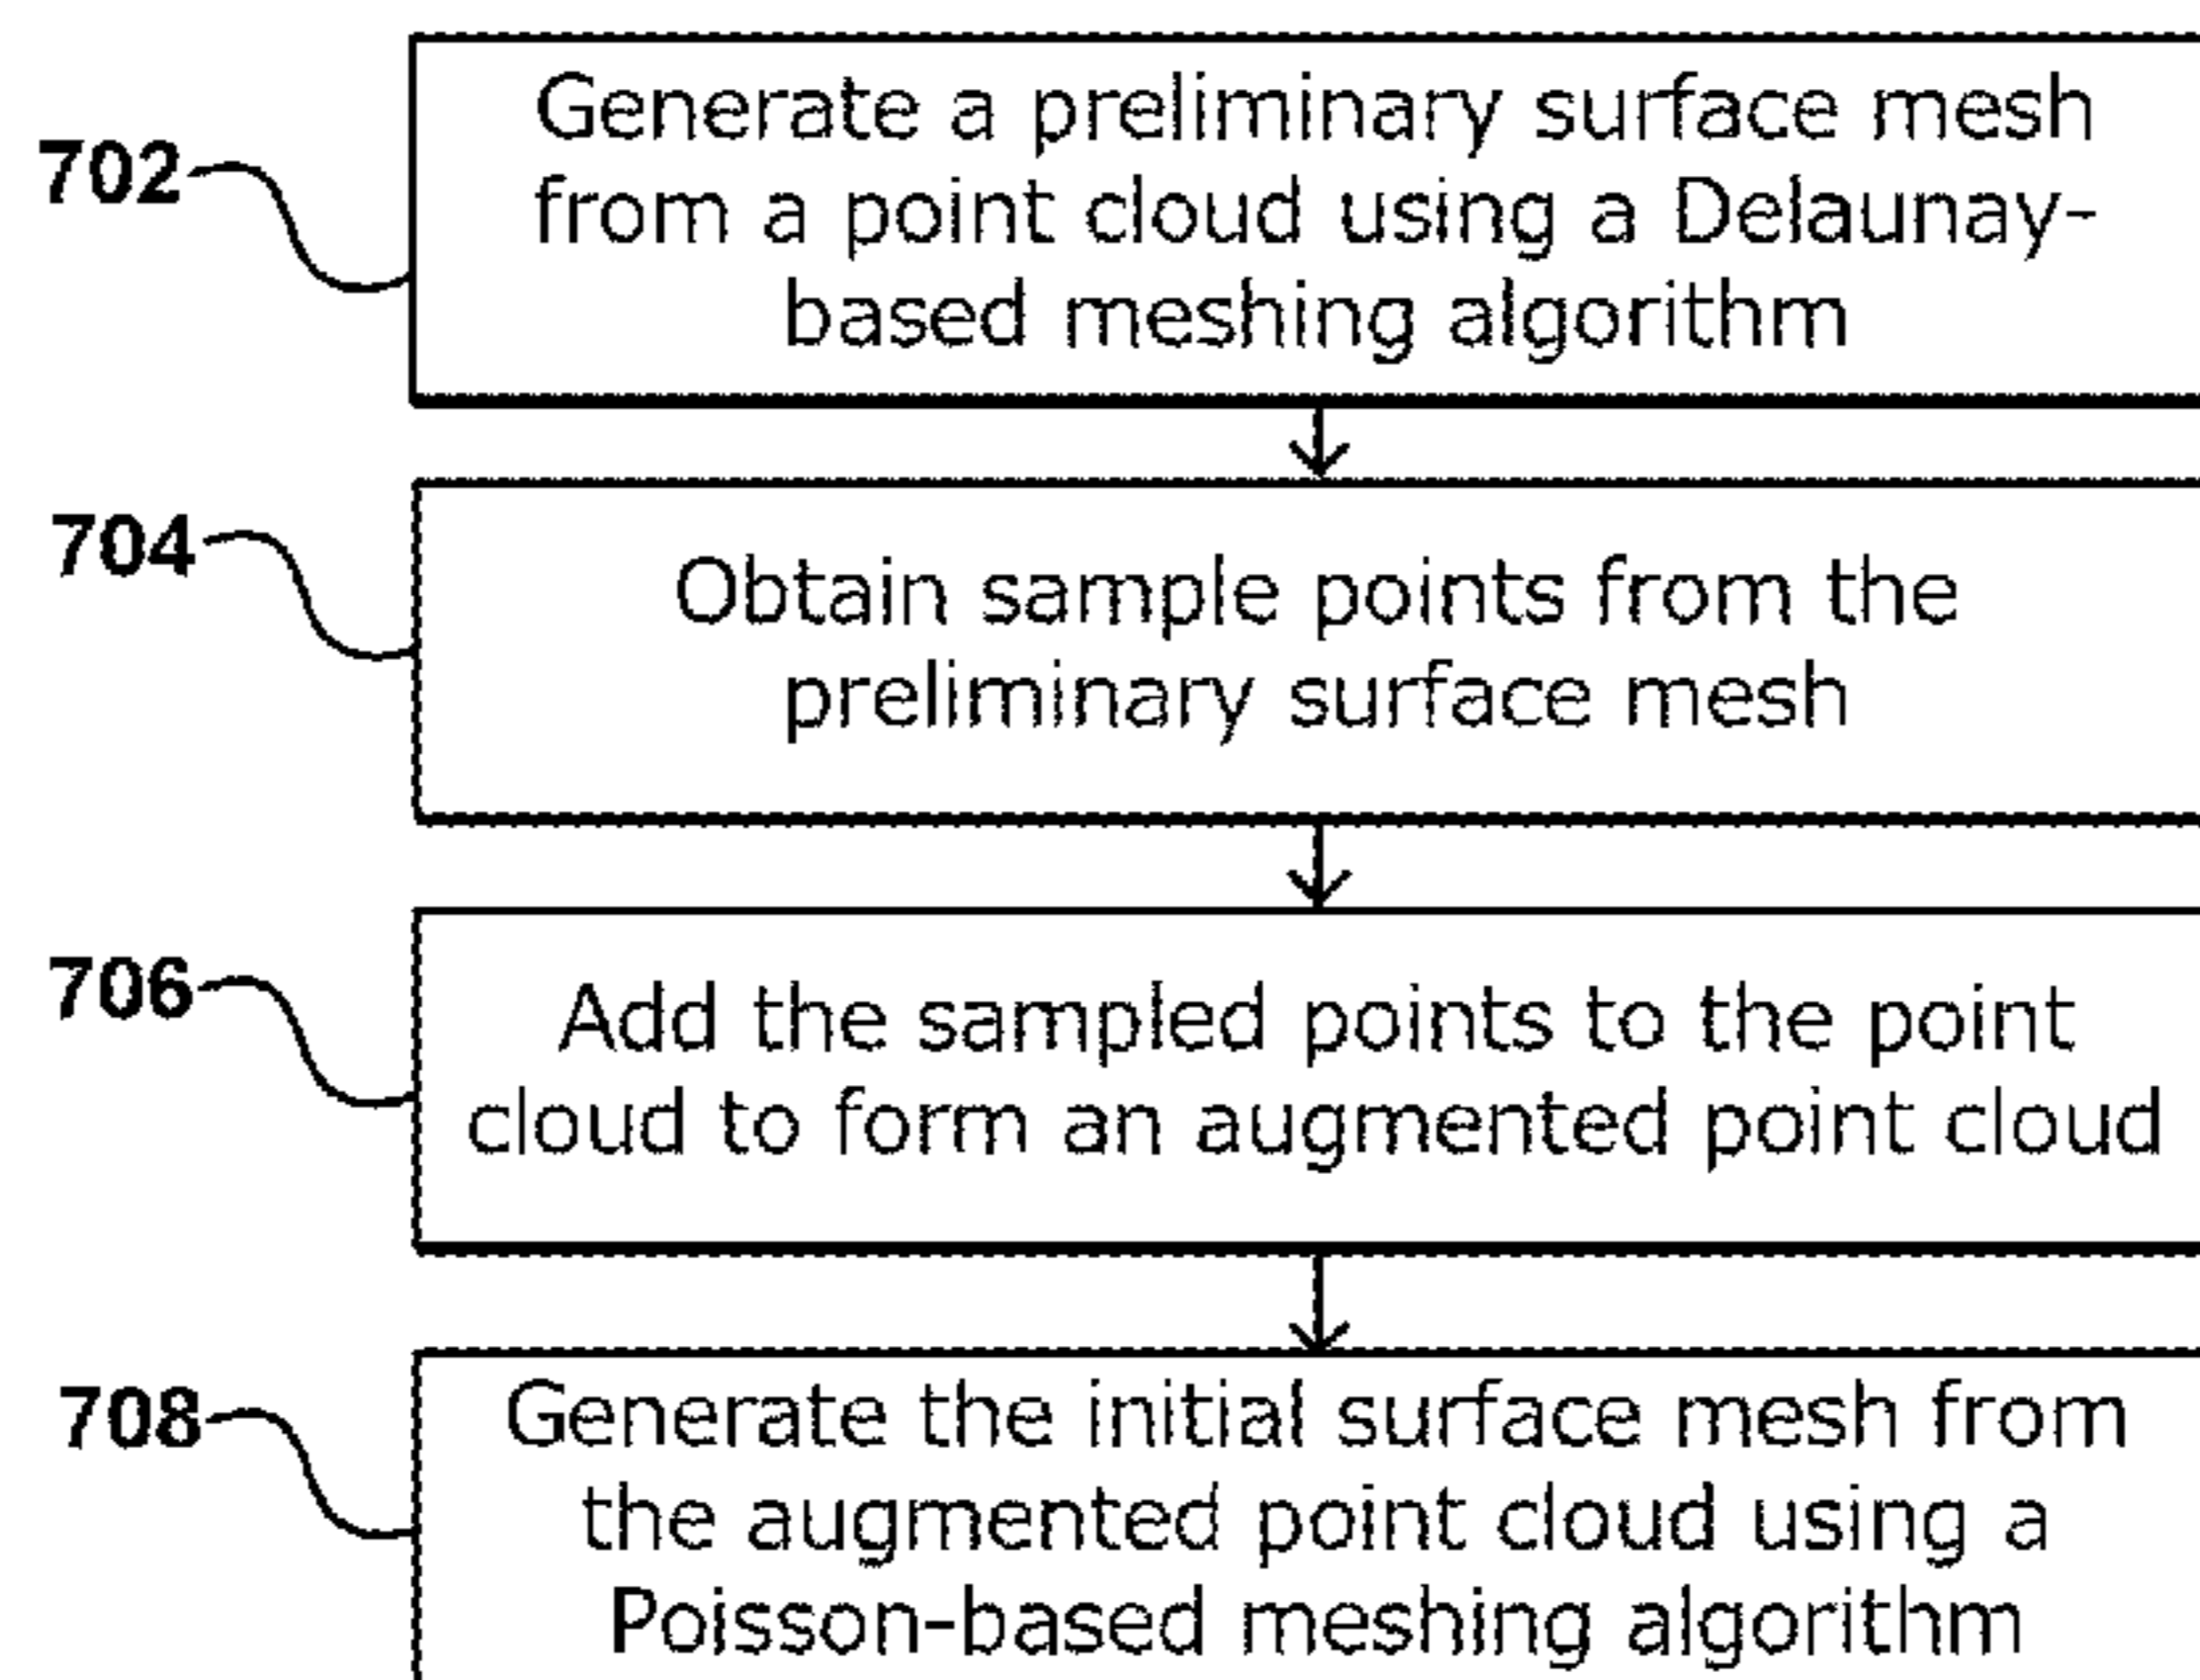 702
Generate a preliminary surface mesh
from a point cloud using a Delaunay-
based meshing algorithm
704
Obtain sample points from the
preliminary surface mesh
706
Add the sampled points to the point
cloud to form an augmented point cloud
708
Generate the initial surface mesh from
the augmented point cloud using a
Poisson-based meshing algorithm